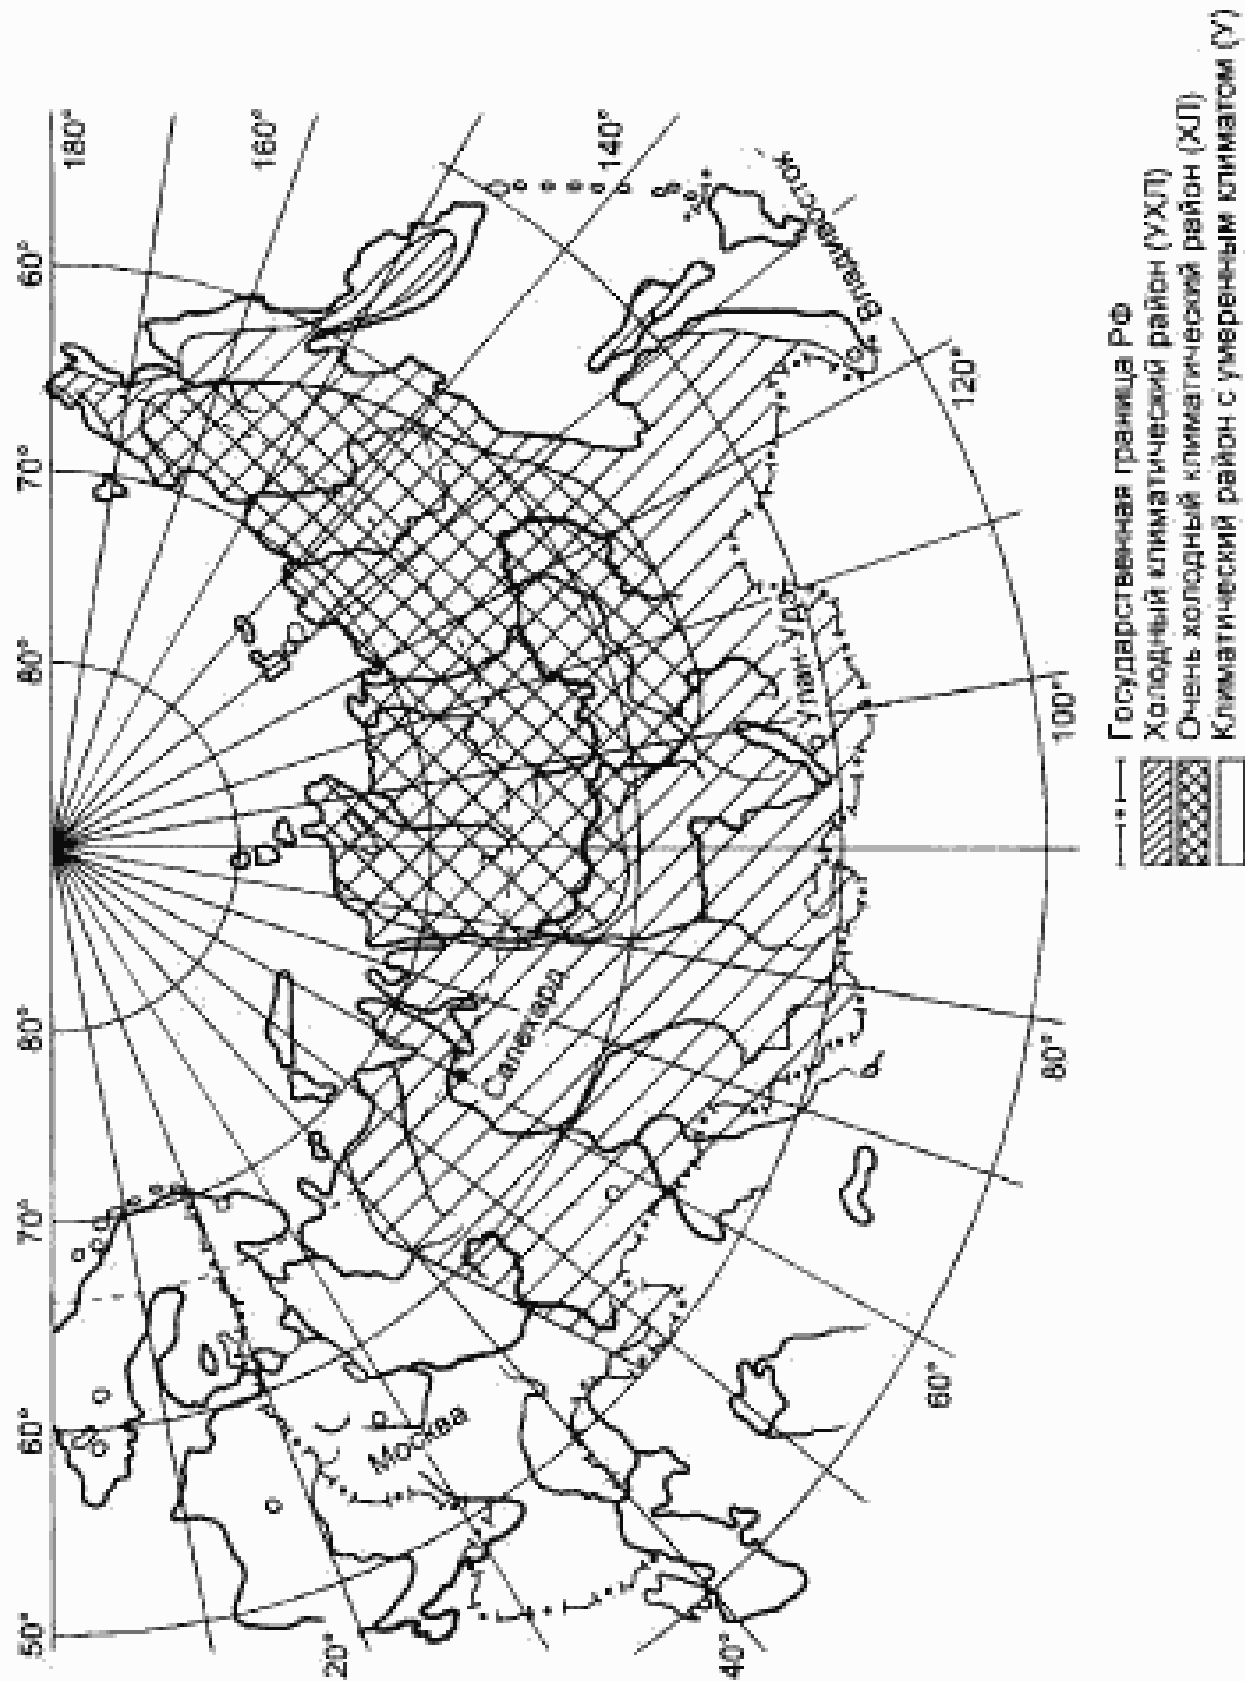 50°
60°
70°
80°
80°
70°
60°
180°
160°
140°
120°
100°
80°
60°
40°
20°
Москва
Салехард
Улан-Удэ
Владивосток
Государственная граница РФ
Холодный климатический район (УХЛ)
Очень холодный климатический район (ХЛ)
Климатический район с умеренным климатом (У)